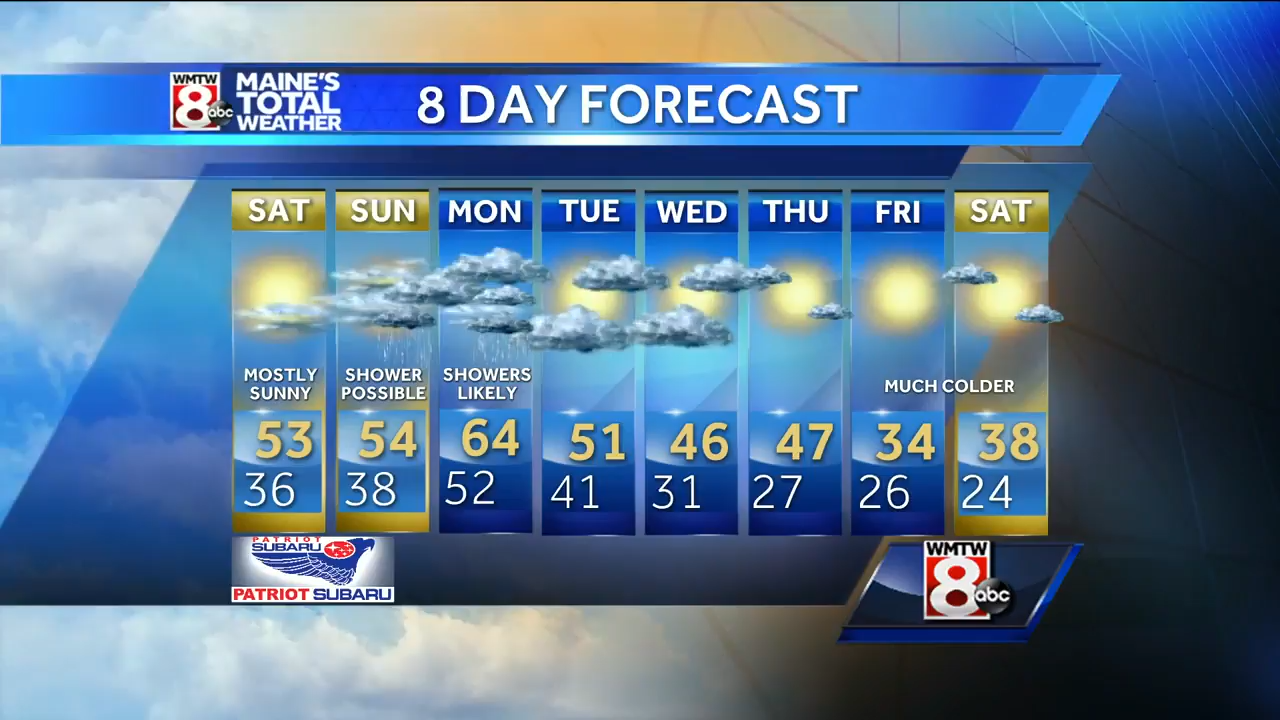 WMTW
8
abc
MAINE'S
TOTAL
WEATHER
8 DAY FORECAST
SAT SUN MON TUE WED THU FRI SAT
MOSTLY
SUNNY
SHOWER
POSSIBLE
SHOWERS
LIKELY
MUCH COLDER
53 54 64 51 46 47 34 38
36 38 52 41 31 27 26 24
PATRIOT
SUBARU
PATRIOT SUBARU
WMTW
8
abc